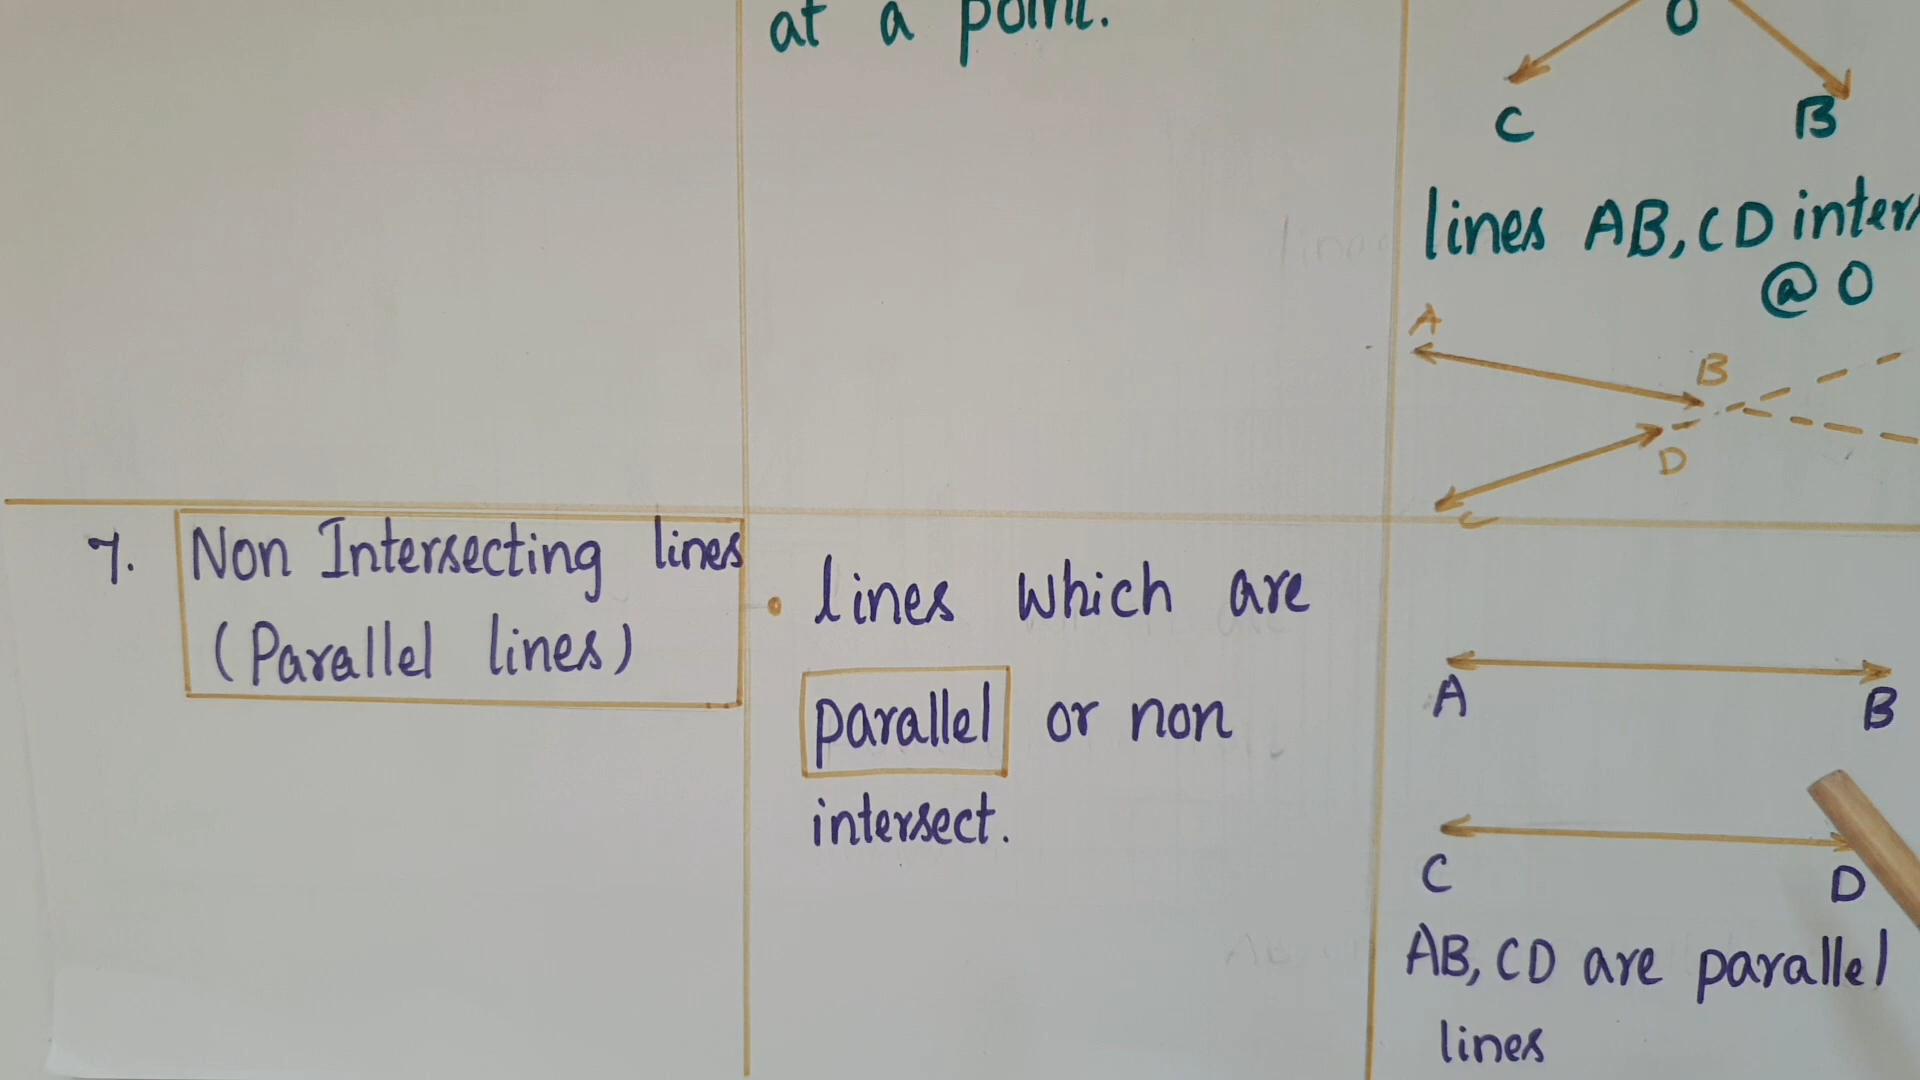 at a point.
O
C B
lines AB, CD inters
@ O
A
B
D
C
7. Non Intersecting lines
(Parallel lines)
• lines which are
parallel or non
intersect.
A B
C D
AB, CD are parallel
lines